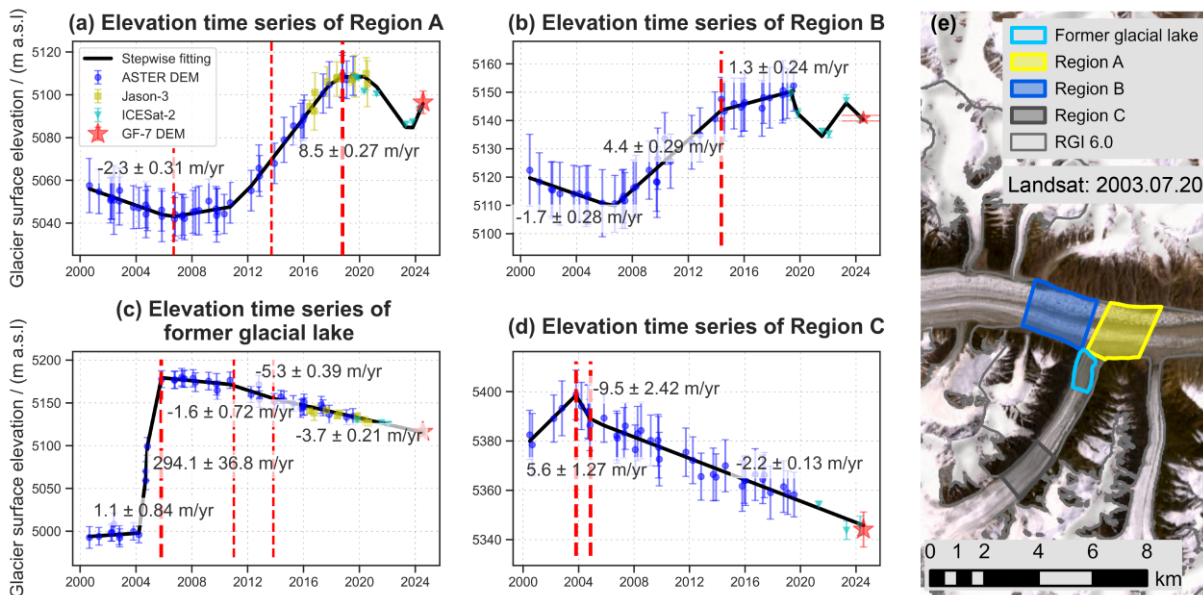 (a) Elevation time series of Region A
Glacier surface elevation / (m a.s.l)
5120
5100
5080
5060
5040
Stepwise fitting
ASTER DEM
Jason-3
ICESat-2
GF-7 DEM
-2.3 ± 0.31 m/yr
8.5 ± 0.27 m/yr
2000 2004 2008 2012 2016 2020 2024
(b) Elevation time series of Region B
5160
5150
5140
5130
5120
5110
5100
1.3 ± 0.24 m/yr
4.4 ± 0.29 m/yr
-1.7 ± 0.28 m/yr
2000 2004 2008 2012 2016 2020 2024
(c) Elevation time series of
former glacial lake
Glacier surface elevation / (m a.s.l)
5200
5150
5100
5050
5000
-5.3 ± 0.39 m/yr
-1.6 ± 0.72 m/yr
-3.7 ± 0.21 m/yr
294.1 ± 36.8 m/yr
1.1 ± 0.84 m/yr
2000 2004 2008 2012 2016 2020 2024
(d) Elevation time series of Region C
5400
5380
5360
5340
-9.5 ± 2.42 m/yr
5.6 ± 1.27 m/yr
-2.2 ± 0.13 m/yr
2000 2004 2008 2012 2016 2020 2024
(e)
Former glacial lake
Region A
Region B
Region C
RGI 6.0
Landsat: 2003.07.20
0 1 2 4 6 8
km